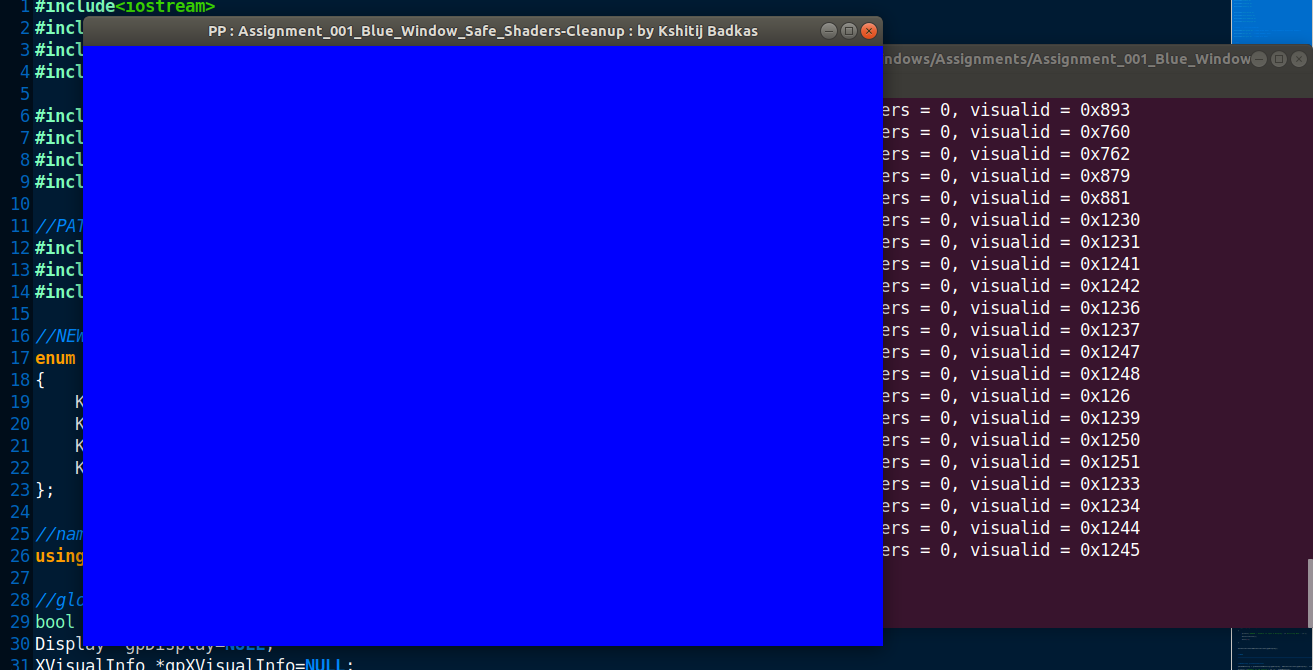 1 #include<iostream>
2 #incl
3 #incl
4 #incl
5
6 #incl
7 #incl
8 #incl
9 #incl
10
11 //PAT
12 #incl
13 #incl
14 #incl
15
16 //NEW
17 enum
18 {
19 K
20 K
21 K
22 K
23 };
24
25 //nam
26 using
27
28 //glo
29 bool
30 Display *gpDisplay=NULL;
31 XVisualInfo *gpXVisualInfo=NULL;
PP : Assignment_001_Blue_Window_Safe_Shaders-Cleanup : by Kshitij Badkas
ndows/Assignments/Assignment_001_Blue_Window
ers = 0, visualid = 0x893
ers = 0, visualid = 0x760
ers = 0, visualid = 0x762
ers = 0, visualid = 0x879
ers = 0, visualid = 0x881
ers = 0, visualid = 0x1230
ers = 0, visualid = 0x1231
ers = 0, visualid = 0x1241
ers = 0, visualid = 0x1242
ers = 0, visualid = 0x1236
ers = 0, visualid = 0x1237
ers = 0, visualid = 0x1247
ers = 0, visualid = 0x1248
ers = 0, visualid = 0x126
ers = 0, visualid = 0x1239
ers = 0, visualid = 0x1250
ers = 0, visualid = 0x1251
ers = 0, visualid = 0x1233
ers = 0, visualid = 0x1234
ers = 0, visualid = 0x1244
ers = 0, visualid = 0x1245